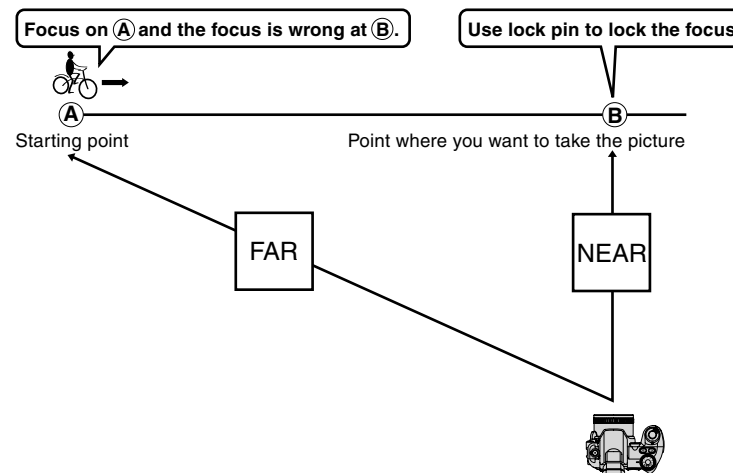 Focus on Ⓐ and the focus is wrong at Ⓑ.
Use lock pin to lock the focus
Ⓐ
Ⓑ
Starting point
Point where you want to take the picture
FAR
NEAR